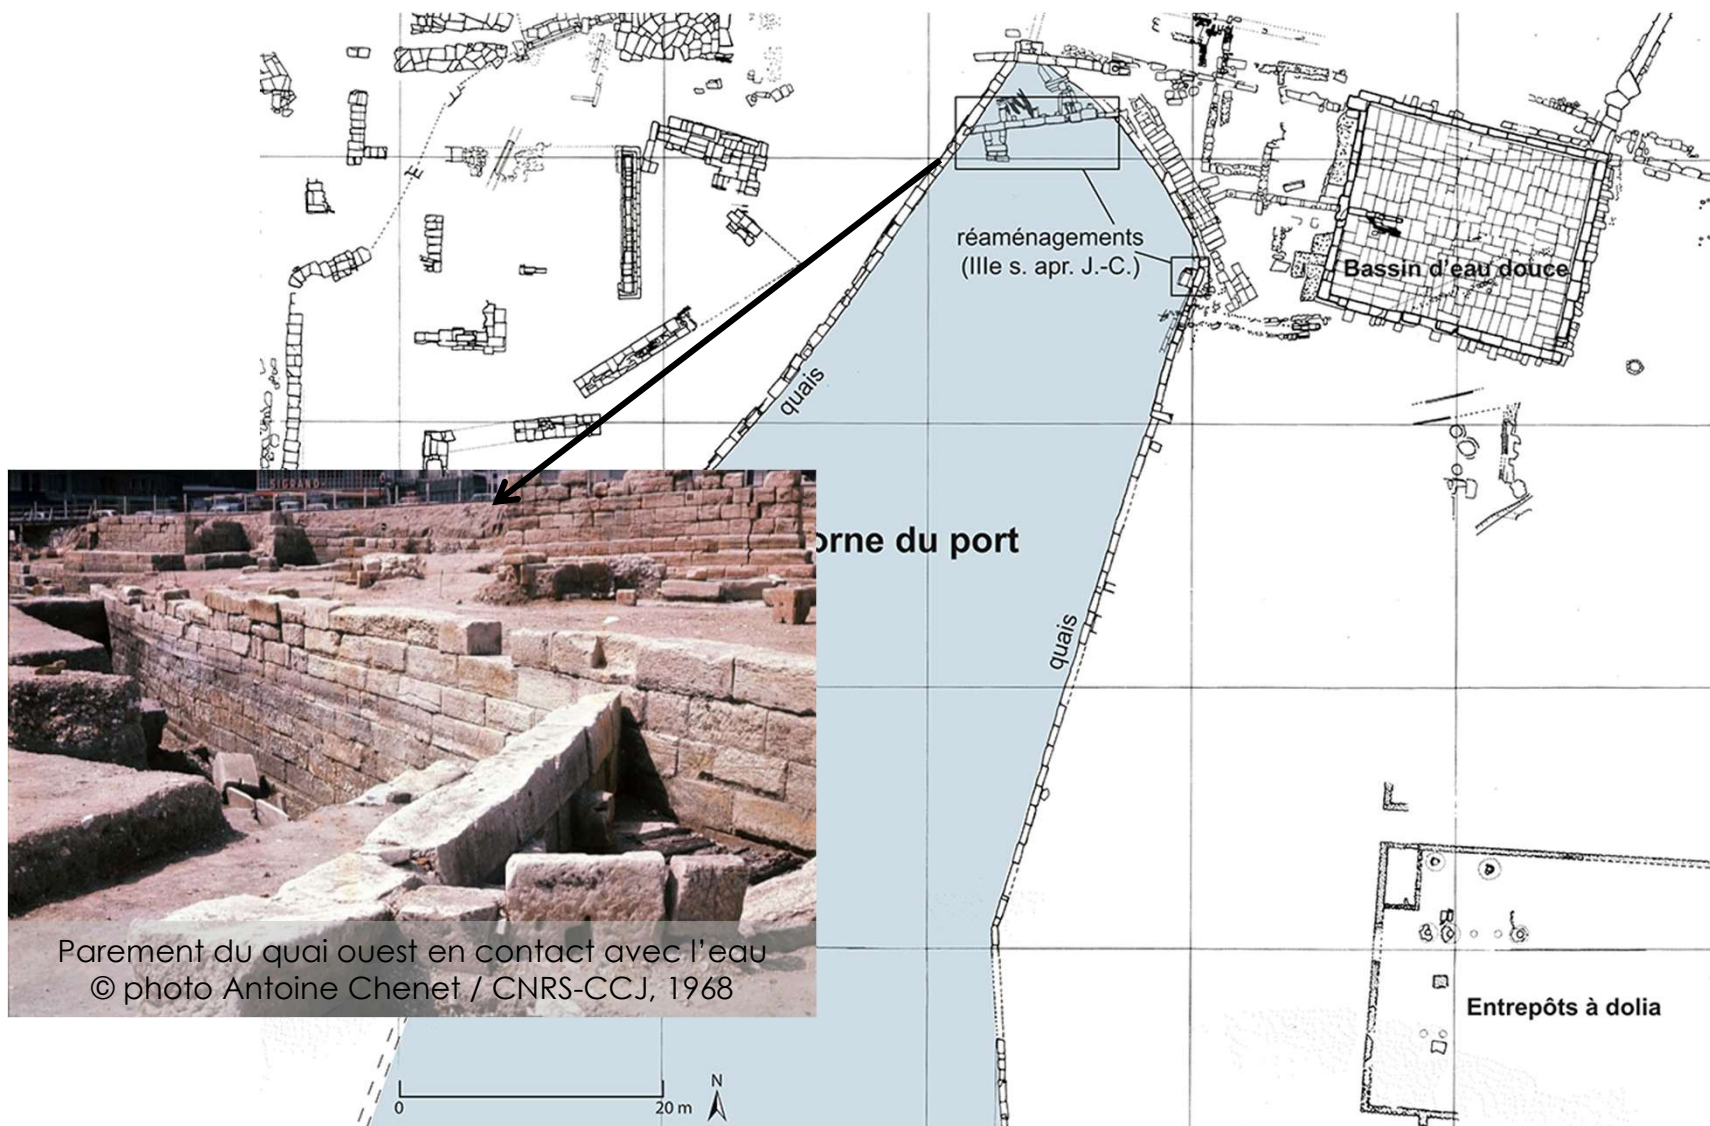 réaménagements
(IIIe s. apr. J.-C.)
Bassin d'eau douce
quais
SIGRAND
orne du port
quais
Parement du quai ouest en contact avec l'eau
© photo Antoine Chenet / CNRS-CCJ, 1968
Entrepôts à dolia
0
20 m
N